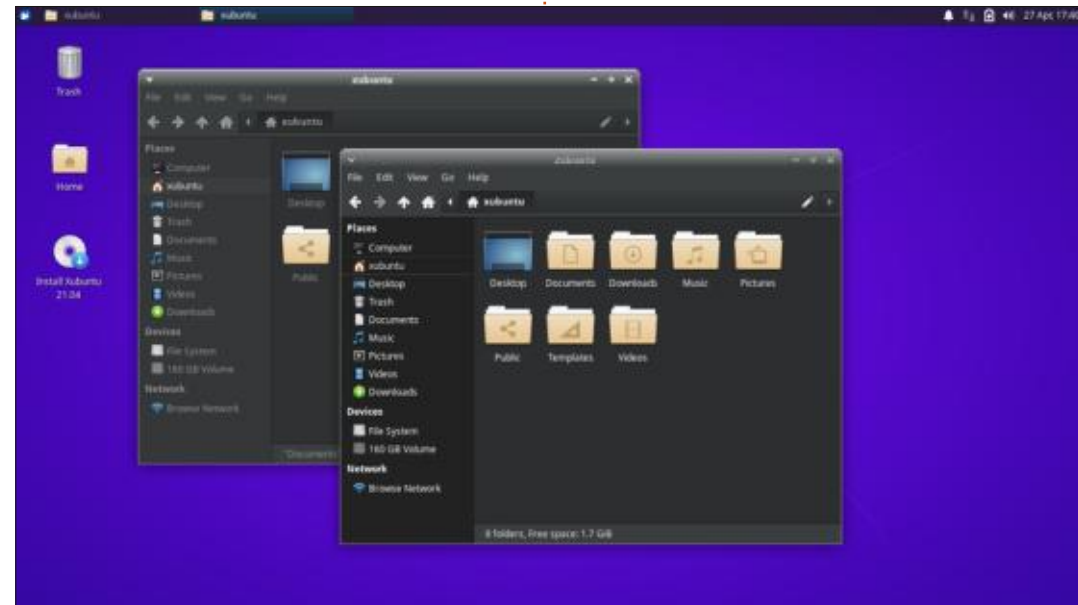 xubuntu
xubuntu
27 Apr, 17:46
Trash
Home
Install Xubuntu
21.04
xubuntu
File Edit View Go Help
xubuntu
Places
Computer
xubuntu
Desktop
Trash
Documents
Music
Pictures
Videos
Downloads
Devices
File System
160 GB Volume
Network
Browse Network
Desktop
Public
"Documents"
xubuntu
File Edit View Go Help
xubuntu
Places
Computer
xubuntu
Desktop
Trash
Documents
Music
Pictures
Videos
Downloads
Devices
File System
160 GB Volume
Network
Browse Network
Desktop Documents Downloads Music Pictures
Public Templates Videos
8 folders, Free space: 1.7 GiB